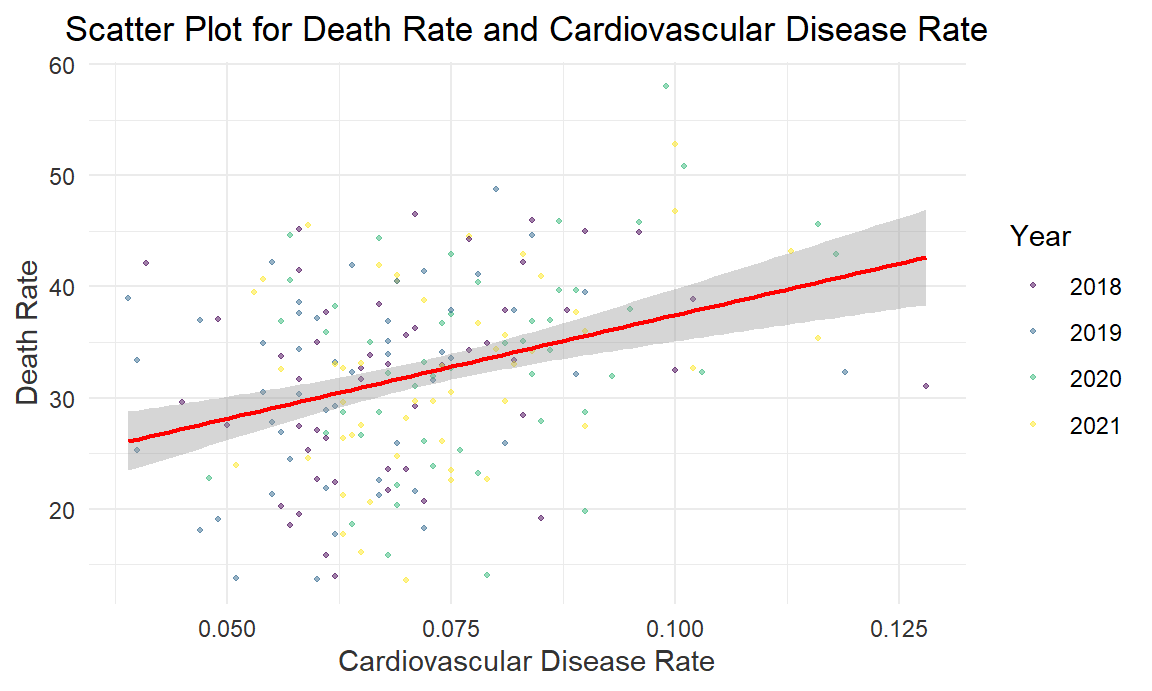 Scatter Plot for Death Rate and Cardiovascular Disease Rate
60
50
40
30
20
Death Rate
0.050 0.075 0.100 0.125
Cardiovascular Disease Rate
Year
2018
2019
2020
2021